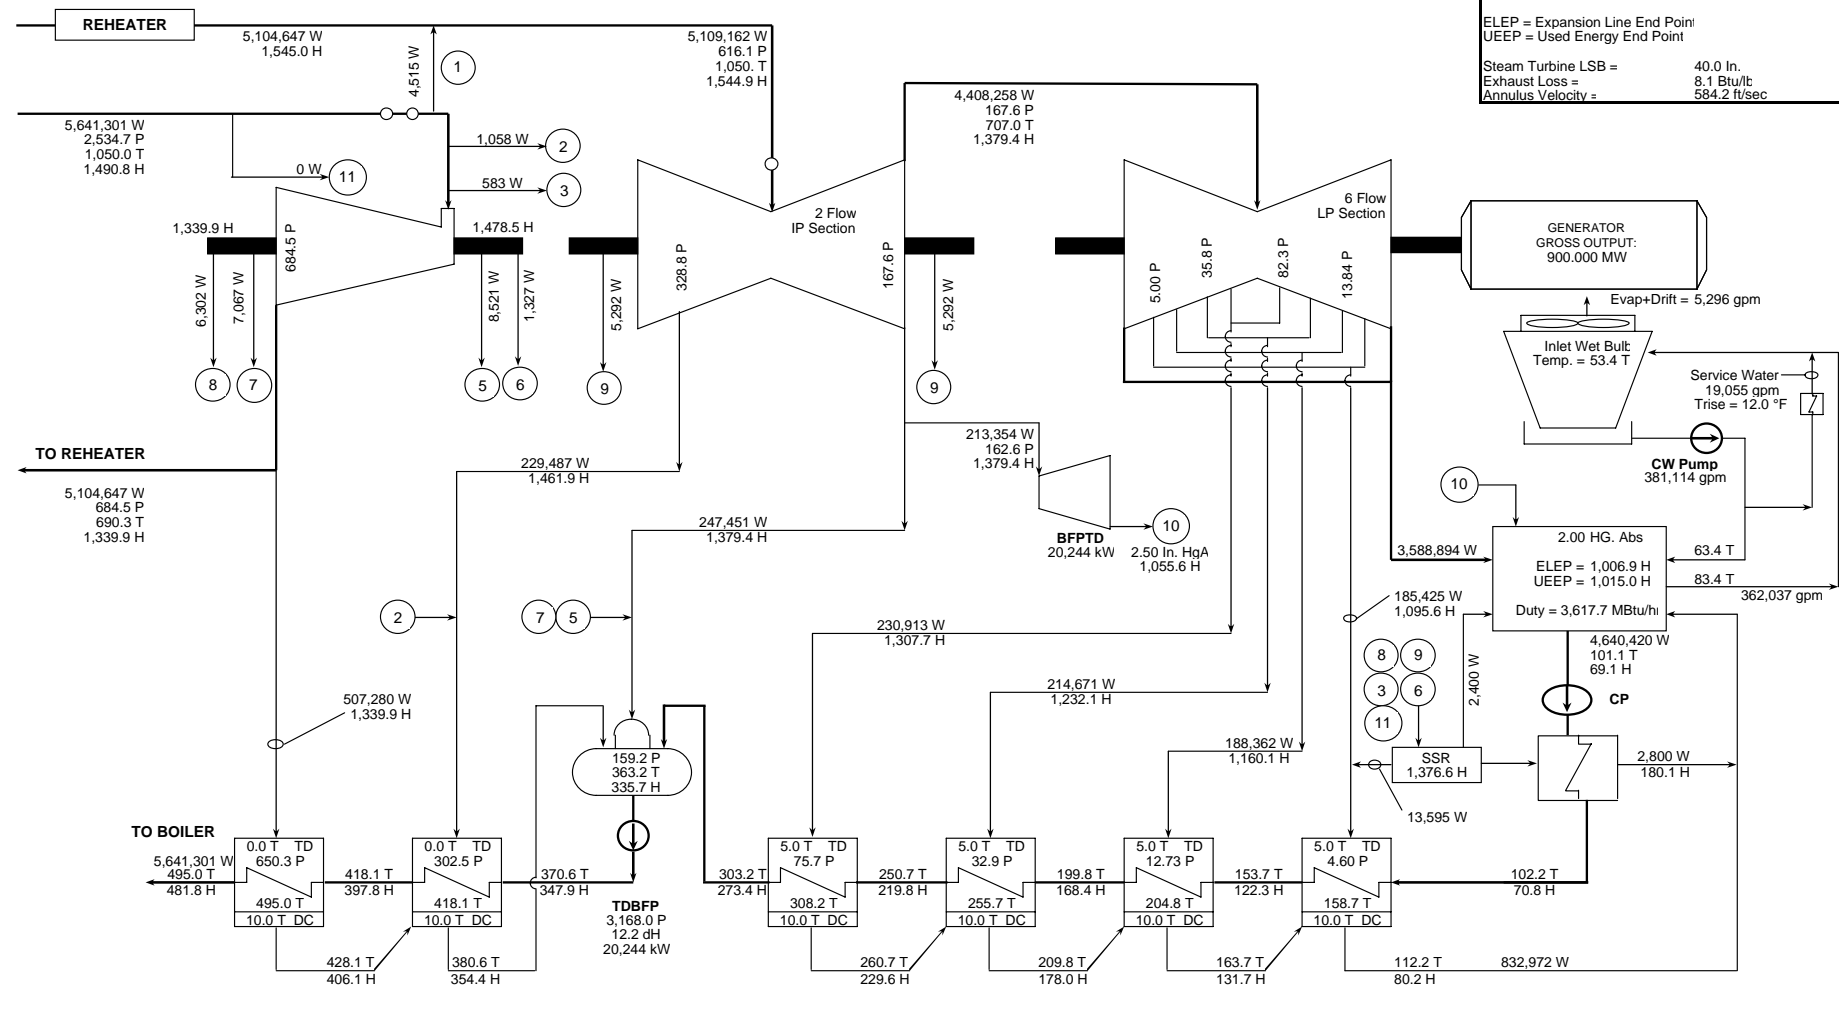 REHEATER
5,104,647 W
1,545.0 H
4,515 W
1
5,109,162 W
616.1 P
1,050. T
1,544.9 H
ELEP = Expansion Line End Point
UEEP = Used Energy End Point
Steam Turbine LSB = 40.0 In.
Exhaust Loss = 8.1 Btu/lb
Annulus Velocity = 584.2 ft/sec
5,641,301 W
2,534.7 P
1,050.0 T
1,490.8 H
0 W
11
1,058 W
2
583 W
3
4,408,258 W
167.6 P
707.0 T
1,379.4 H
1,339.9 H
684.5 P
1,478.5 H
6,302 W
7,067 W
8,521 W
1,327 W
8
7
5
6
2 Flow
IP Section
328.8 P
167.6 P
5,292 W
9
5,292 W
9
6 Flow
LP Section
5.00 P
35.8 P
82.3 P
13.84 P
GENERATOR
GROSS OUTPUT:
900.000 MW
Evap+Drift = 5,296 gpm
Inlet Wet Bulb
Temp. = 53.4 T
Service Water
19,055 gpm
Trise = 12.0 °F
CW Pump
381,114 gpm
TO REHEATER
5,104,647 W
684.5 P
690.3 T
1,339.9 H
229,487 W
1,461.9 H
247,451 W
1,379.4 H
213,354 W
162.6 P
1,379.4 H
BFPTD
20,244 kW
10
2.50 In. HgA
1,055.6 H
10
2.00 HG. Abs
ELEP = 1,006.9 H
UEEP = 1,015.0 H
Duty = 3,617.7 MBtu/hr
3,588,894 W
63.4 T
83.4 T
362,037 gpm
2
7
5
230,913 W
1,307.7 H
185,425 W
1,095.6 H
4,640,420 W
101.1 T
69.1 H
8
9
3
6
11
2,400 W
CP
214,671 W
1,232.1 H
507,280 W
1,339.9 H
188,362 W
1,160.1 H
SSR
1,376.6 H
2,800 W
180.1 H
13,595 W
159.2 P
363.2 T
335.7 H
TO BOILER
5,641,301 W
495.0 T
481.8 H
0.0 T TD
650.3 P
495.0 T
10.0 T DC
418.1 T
397.8 H
0.0 T TD
302.5 P
418.1 T
10.0 T DC
370.6 T
347.9 H
TDBFP
3,168.0 P
12.2 dH
20,244 kW
303.2 T
273.4 H
5.0 T TD
75.7 P
308.2 T
10.0 T DC
250.7 T
219.8 H
5.0 T TD
32.9 P
255.7 T
10.0 T DC
199.8 T
168.4 H
5.0 T TD
12.73 P
204.8 T
10.0 T DC
153.7 T
122.3 H
5.0 T TD
4.60 P
158.7 T
10.0 T DC
102.2 T
70.8 H
428.1 T
406.1 H
380.6 T
354.4 H
260.7 T
229.6 H
209.8 T
178.0 H
163.7 T
131.7 H
112.2 T 832,972 W
80.2 H